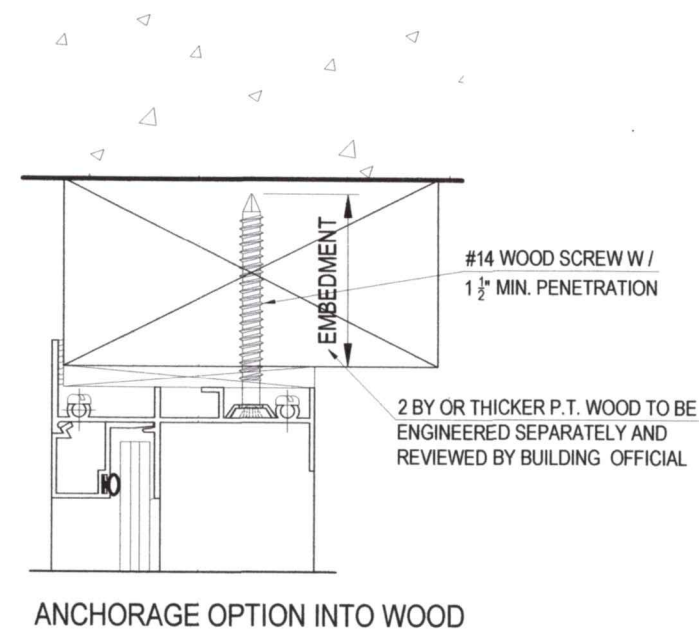 EMBEDMENT
#14 WOOD SCREW W /
1 1/2" MIN. PENETRATION
2 BY OR THICKER P.T. WOOD TO BE
ENGINEERED SEPARATELY AND
REVIEWED BY BUILDING OFFICIAL
ANCHORAGE OPTION INTO WOOD